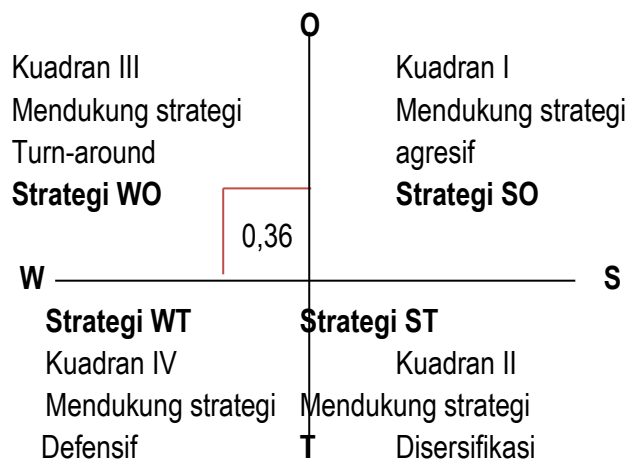 O
Kuadran III
Mendukung strategi
Turn-around
Strategi WO
Kuadran I
Mendukung strategi
agresif
Strategi SO
0,36
W
S
Strategi WT
Kuadran IV
Mendukung strategi
Defensif
Strategi ST
Kuadran II
Mendukung strategi
Disersifikasi
T